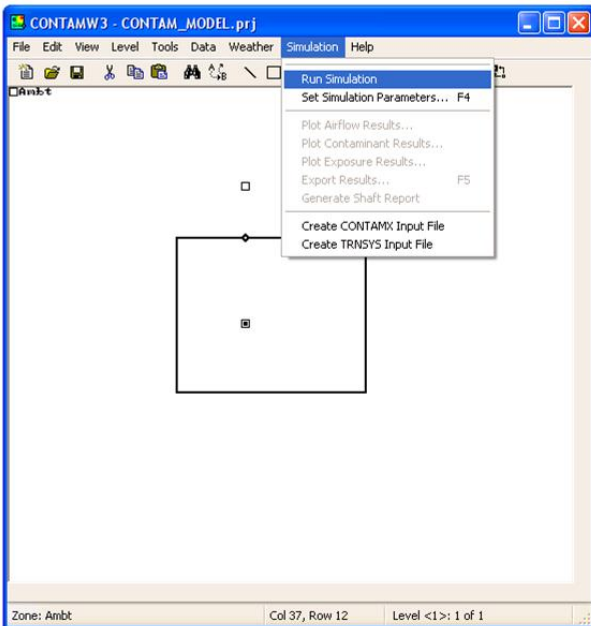 CONTAMW3 - CONTAM_MODEL.prj
File Edit View Level Tools Data Weather Simulation Help
Ambt
Run Simulation
Set Simulation Parameters... F4
Plot Airflow Results...
Plot Contaminant Results...
Plot Exposure Results...
Export Results... F5
Generate Shaft Report
Create CONTAMX Input File
Create TRNSYS Input File
Zone: Ambt Col 37, Row 12 Level <1>: 1 of 1